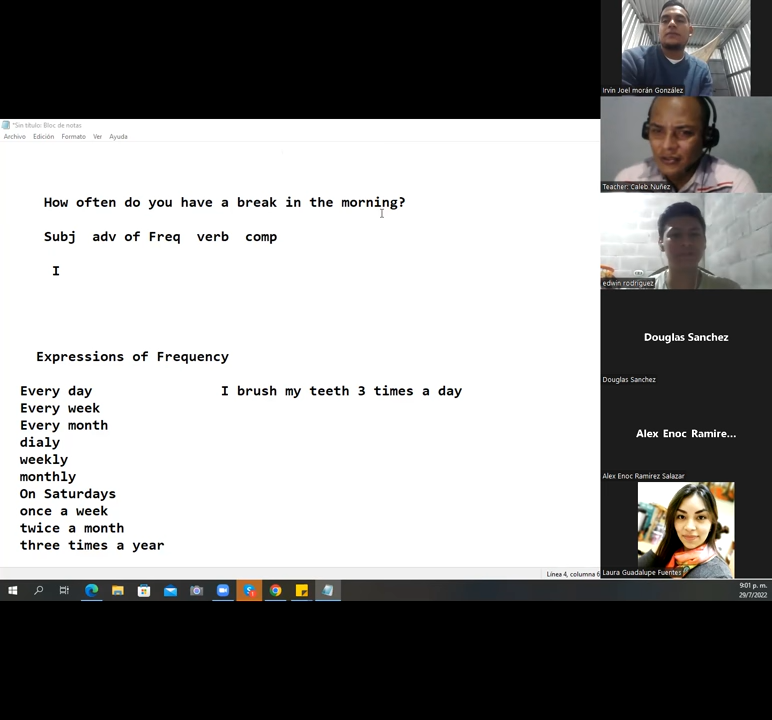 *Sin título: Bloc de notas
Archivo Edición Formato Ver Ayuda
How often do you have a break in the morning?
Subj adv of Freq verb comp
I
Expressions of Frequency
Every day I brush my teeth 3 times a day
Every week
Every month
dialy
weekly
monthly
On Saturdays
once a week
twice a month
three times a year
Línea 4, columna 6
9:01 p. m.
29/7/2022
Irvin Joel morán González
Teacher: Caleb Nuñez
edwin rodriguez
Douglas Sanchez
Douglas Sanchez
Alex Enoc Ramire...
Alex Enoc Ramirez Salazar
Laura Guadalupe Fuentes